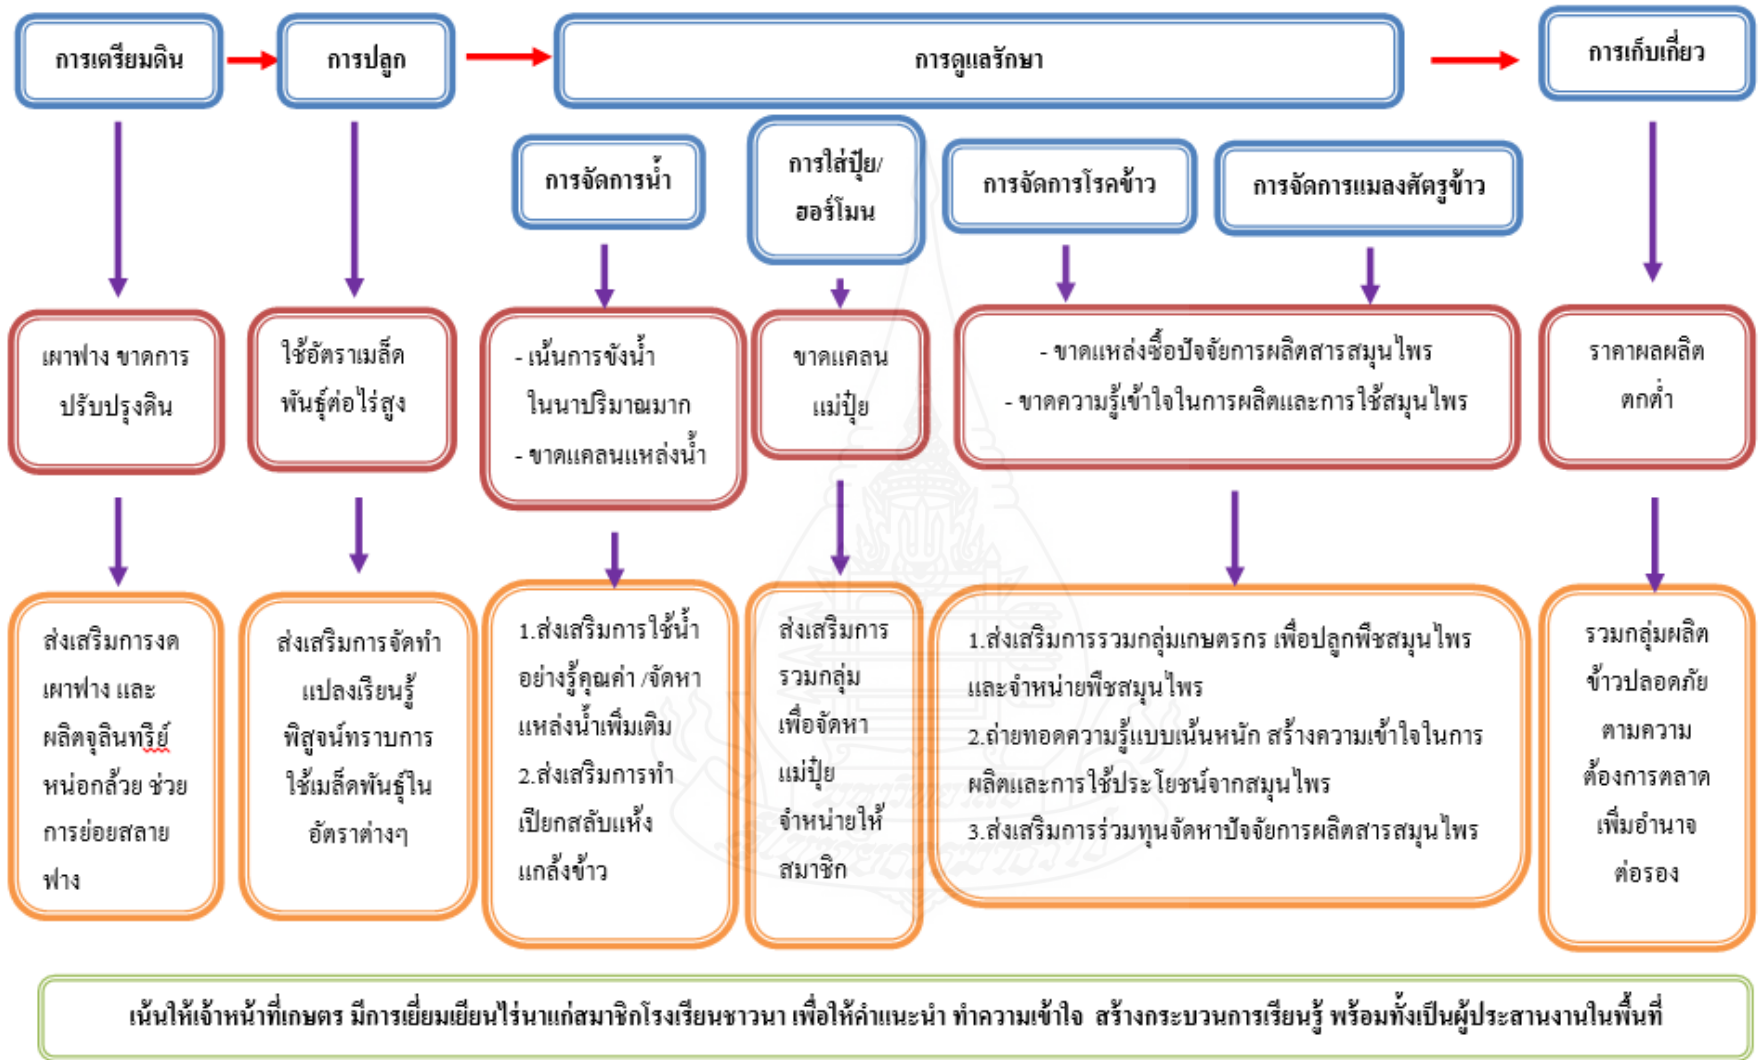 การเตรียมดิน
การปลูก
การดูแลรักษา
การเก็บเกี่ยว
การจัดการน้ำ
การใส่ปุ๋ย/
ฮอร์โมน
การจัดการโรคข้าว
การจัดการแมลงศัตรูข้าว
เผาฟาง ขาดการ
ปรับปรุงดิน
ใช้อัตราเมล็ด
พันธุ์ต่อไร่สูง
- เน้นการขังน้ำ
ในนาปริมาณมาก
- ขาดแคลนแหล่งน้ำ
ขาดแคลน
แม่ปุ๋ย
- ขาดแหล่งซื้อปัจจัยการผลิตสารสมุนไพร
- ขาดความรู้เข้าใจในการผลิตและการใช้สมุนไพร
ราคาผลผลิต
ตกต่ำ
ส่งเสริมการงด
เผาฟาง และ
ผลิตจุลินทรีย์
หน่อกล้วย ช่วย
การย่อยสลาย
ฟาง
ส่งเสริมการจัดทำ
แปลงเรียนรู้
พิสูจน์ทราบการ
ใช้เมล็ดพันธุ์ใน
อัตราต่างๆ
1.ส่งเสริมการใช้น้ำ
อย่างรู้คุณค่า /จัดหา
แหล่งน้ำเพิ่มเติม
2.ส่งเสริมการทำ
เปียกสลับแห้ง
แกล้งข้าว
ส่งเสริมการ
รวมกลุ่ม
เพื่อจัดหา
แม่ปุ๋ย
จำหน่ายให้
สมาชิก
1.ส่งเสริมการรวมกลุ่มเกษตรกร เพื่อปลูกพืชสมุนไพร
และจำหน่ายพืชสมุนไพร
2.ถ่ายทอดความรู้แบบเน้นหนัก สร้างความเข้าใจในการ
ผลิตและการใช้ประโยชน์จากสมุนไพร
3.ส่งเสริมการร่วมทุนจัดหาปัจจัยการผลิตสารสมุนไพร
รวมกลุ่มผลิต
ข้าวปลอดภัย
ตามความ
ต้องการตลาด
เพิ่มอำนาจ
ต่อรอง
เน้นให้เจ้าหน้าที่เกษตร มีการเยี่ยมเยียนไร่นาแก่สมาชิกโรงเรียนชาวนา เพื่อให้คำแนะนำ ทำความเข้าใจ สร้างกระบวนการเรียนรู้ พร้อมทั้งเป็นผู้ประสานงานในพื้นที่